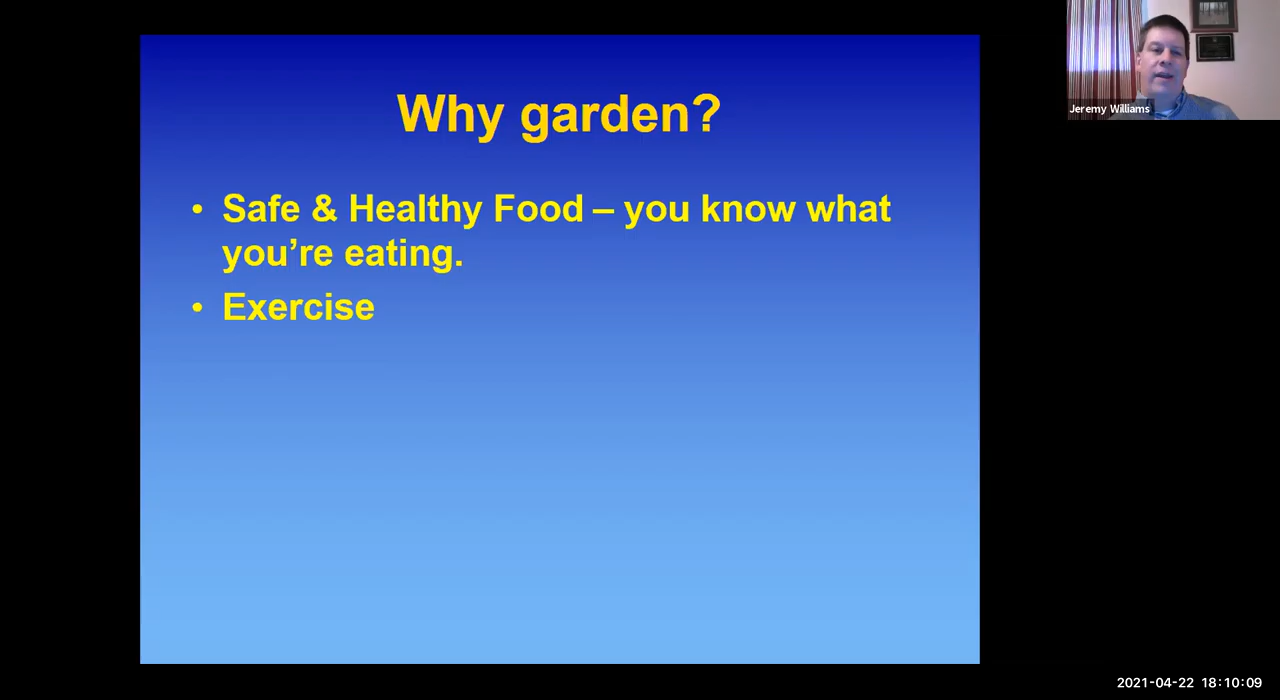 Why garden?
• Safe & Healthy Food – you know what
you’re eating.
• Exercise
Jeremy Williams
2021-04-22 18:10:09